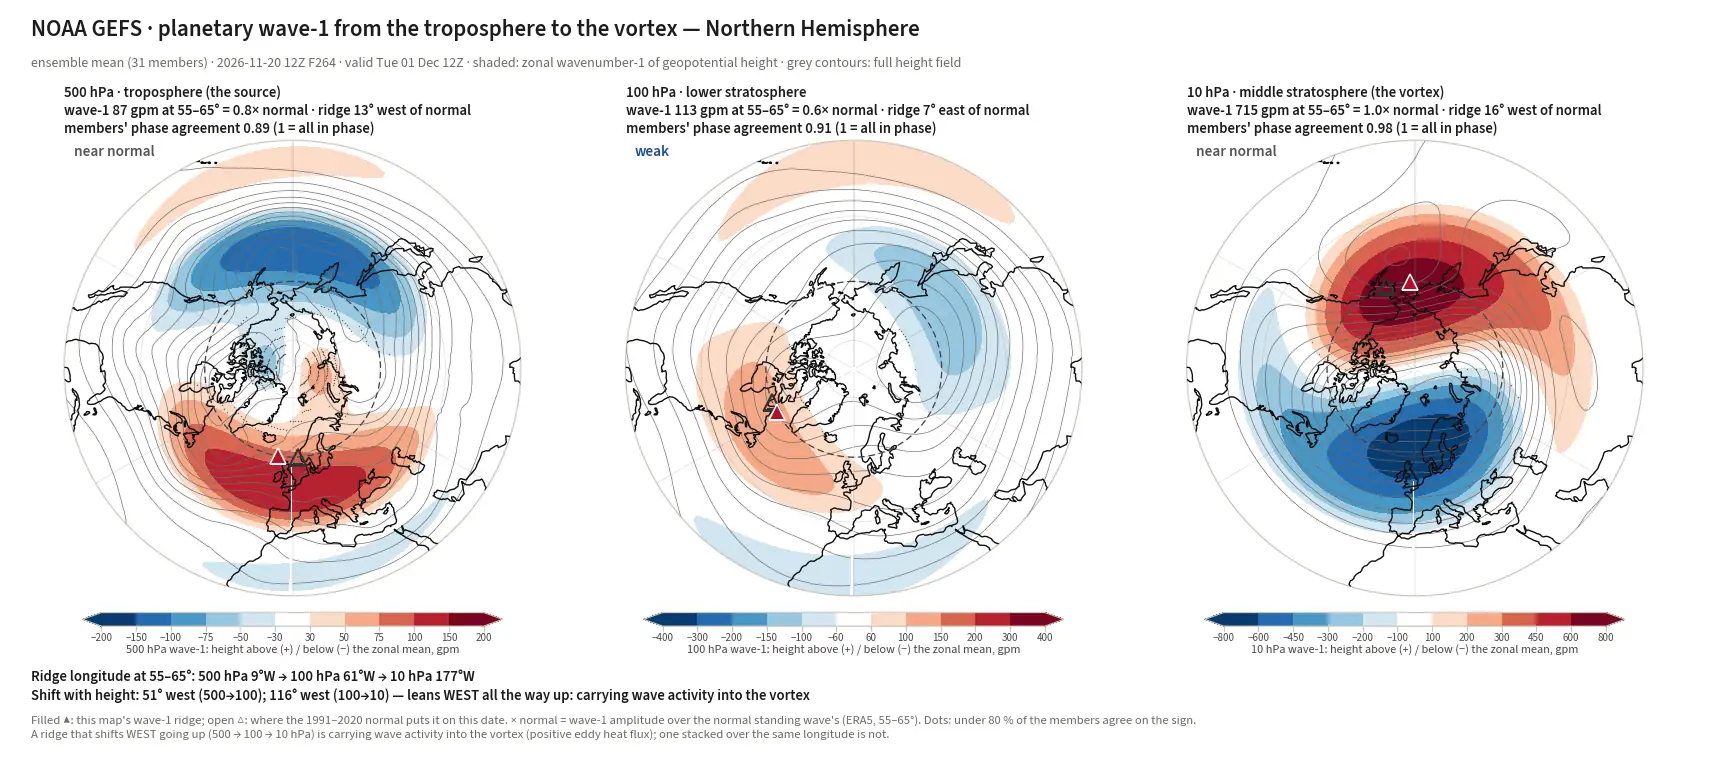 NOAA GEFS · planetary wave-1 from the troposphere to the vortex — Northern Hemisphere
ensemble mean (31 members) · 2026-11-20 12Z F264 · valid Tue 01 Dec 12Z · shaded: zonal wavenumber-1 of geopotential height · grey contours: full height field
500 hPa · troposphere (the source)
wave-1 87 gpm at 55–65° = 0.8× normal · ridge 13° west of normal
members' phase agreement 0.89 (1 = all in phase)
near normal
100 hPa · lower stratosphere
wave-1 113 gpm at 55–65° = 0.6× normal · ridge 7° east of normal
members' phase agreement 0.91 (1 = all in phase)
weak
10 hPa · middle stratosphere (the vortex)
wave-1 715 gpm at 55–65° = 1.0× normal · ridge 16° west of normal
members' phase agreement 0.98 (1 = all in phase)
near normal
−200 −150 −100 −75 −50 −30 30 50 75 100 150 200
500 hPa wave-1: height above (+) / below (−) the zonal mean, gpm
−400 −300 −200 −150 −100 −60 60 100 150 200 300 400
100 hPa wave-1: height above (+) / below (−) the zonal mean, gpm
−800 −600 −450 −300 −200 −100 100 200 300 450 600 800
10 hPa wave-1: height above (+) / below (−) the zonal mean, gpm
Ridge longitude at 55–65°: 500 hPa 9°W → 100 hPa 61°W → 10 hPa 177°W
Shift with height: 51° west (500→100); 116° west (100→10) — leans WEST all the way up: carrying wave activity into the vortex
Filled ▲: this map's wave-1 ridge; open △: where the 1991–2020 normal puts it on this date. × normal = wave-1 amplitude over the normal standing wave's (ERA5, 55–65°). Dots: under 80 % of the members agree on the sign.
A ridge that shifts WEST going up (500 → 100 → 10 hPa) is carrying wave activity into the vortex (positive eddy heat flux); one stacked over the same longitude is not.